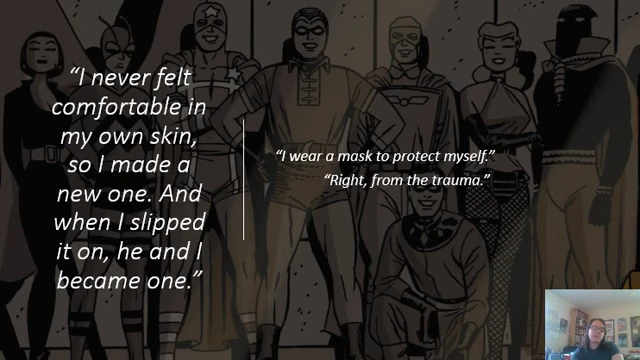 “I never felt
comfortable in
my own skin,
so I made a
new one. And
when I slipped
it on, he and I
became one.”
“I wear a mask to protect myself.”
“Right, from the trauma.”